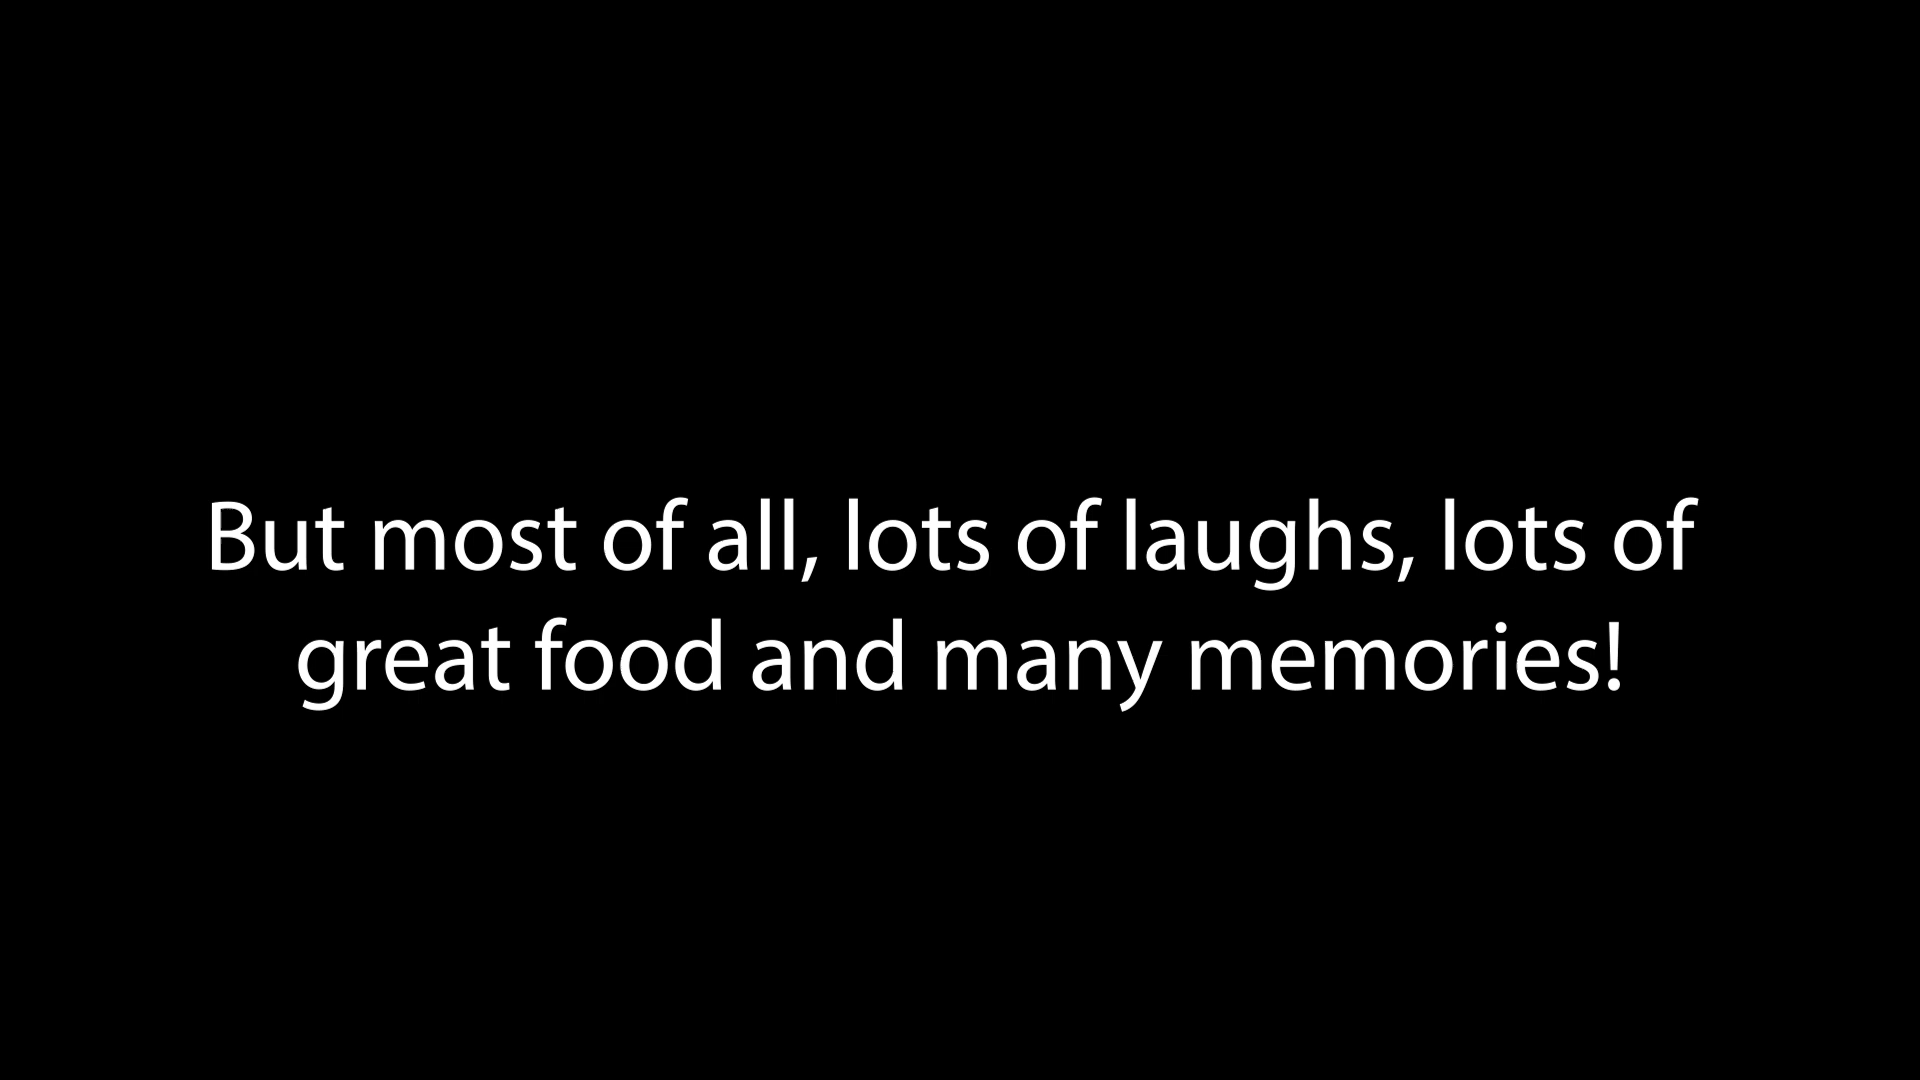 But most of all, lots of laughs, lots of
great food and many memories!